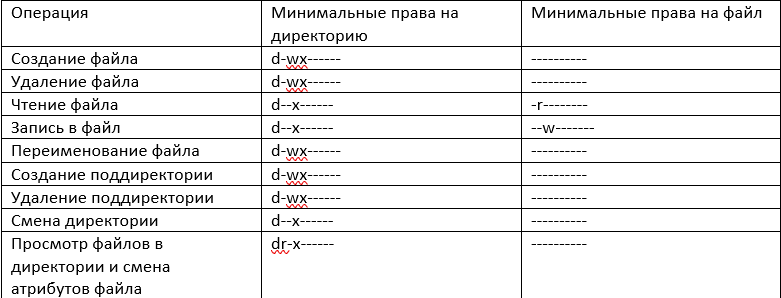 Операция Минимальные права на Минимальные права на файл
директорию
Создание файла d-wx------ ----------
Удаление файла d-wx------ ----------
Чтение файла d--x------ -r--------
Запись в файл d--x------ --w-------
Переименование файла d-wx------ ----------
Создание поддиректории d-wx------ ----------
Удаление поддиректории d-wx------ ----------
Смена директории d--x------ ----------
Просмотр файлов в dr-x------ ----------
директории и смена
атрибутов файла